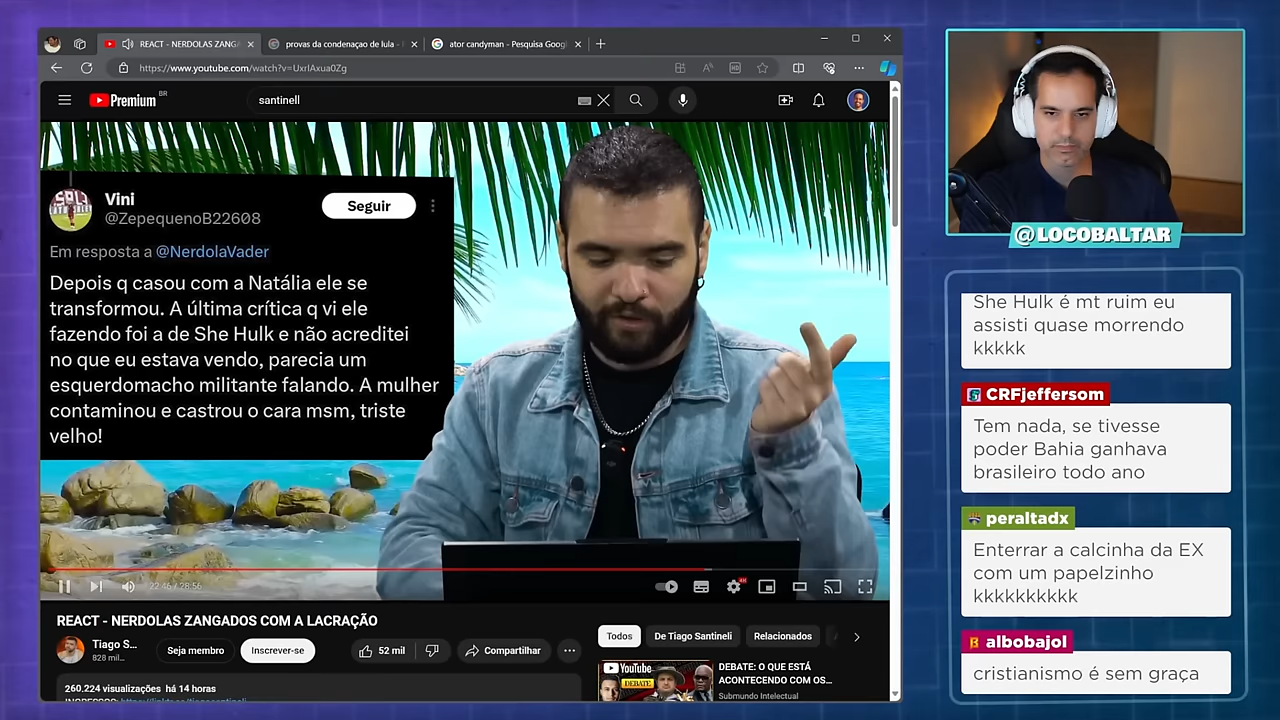 REACT - NERDOLAS ZANGA
provas da condenaçao de lula -
ator candyman - Pesquisa Goog
https://www.youtube.com/watch?v=UxrlAxua0Zg
Premium
BR
santinell
Vini
@ZepequenoB22608
Seguir
Em resposta a @NerdolaVader
Depois q casou com a Natália ele se
transformou. A última crítica q vi ele
fazendo foi a de She Hulk e não acreditei
no que eu estava vendo, parecia um
esquerdomacho militante falando. A mulher
contaminou e castrou o cara msm, triste
velho!
22:46 / 28:56
REACT - NERDOLAS ZANGADOS COM A LACRAÇÃO
Tiago S...
828 mil...
Seja membro
Inscrever-se
52 mil
Compartilhar
260.224 visualizações há 14 horas
Todos
De Tiago Santineli
Relacionados
YouTube
DEBATE
DEBATE: O QUE ESTÁ
ACONTECENDO COM OS...
Submundo Intelectual
@LOCOBALTAR
She Hulk é mt ruim eu
assisti quase morrendo
kkkkk
CRFjeffersom
Tem nada, se tivesse
poder Bahia ganhava
brasileiro todo ano
peraltadx
Enterrar a calcinha da EX
com um papelzinho
kkkkkkkkkk
albobajol
cristianismo é sem graça